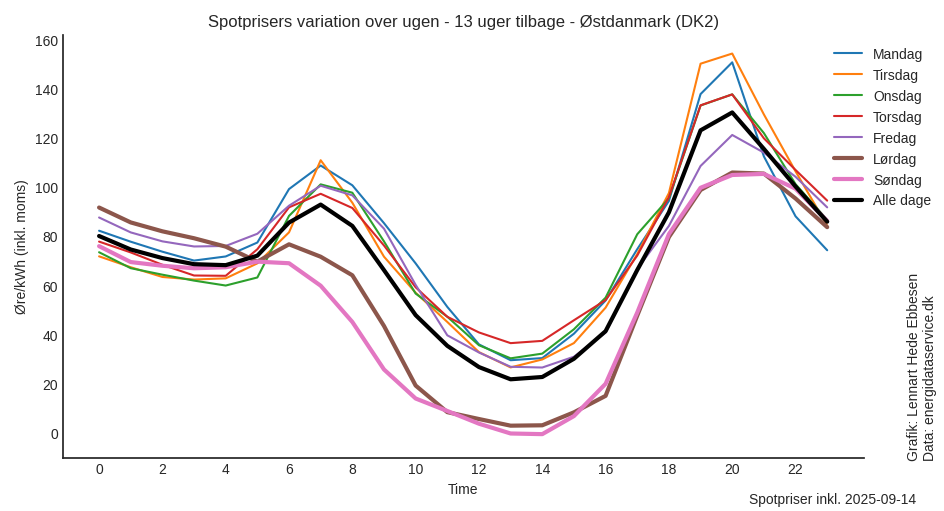 Spotprisers variation over ugen - 13 uger tilbage - Østdanmark (DK2)
Øre/kWh (inkl. moms)
160
140
120
100
80
60
40
20
0
0 2 4 6 8 10 12 14 16 18 20 22
Time
Mandag
Tirsdag
Onsdag
Torsdag
Fredag
Lørdag
Søndag
Alle dage
Grafik: Lennart Hede Ebbesen
Data: energidataservice.dk
Spotpriser inkl. 2025-09-14